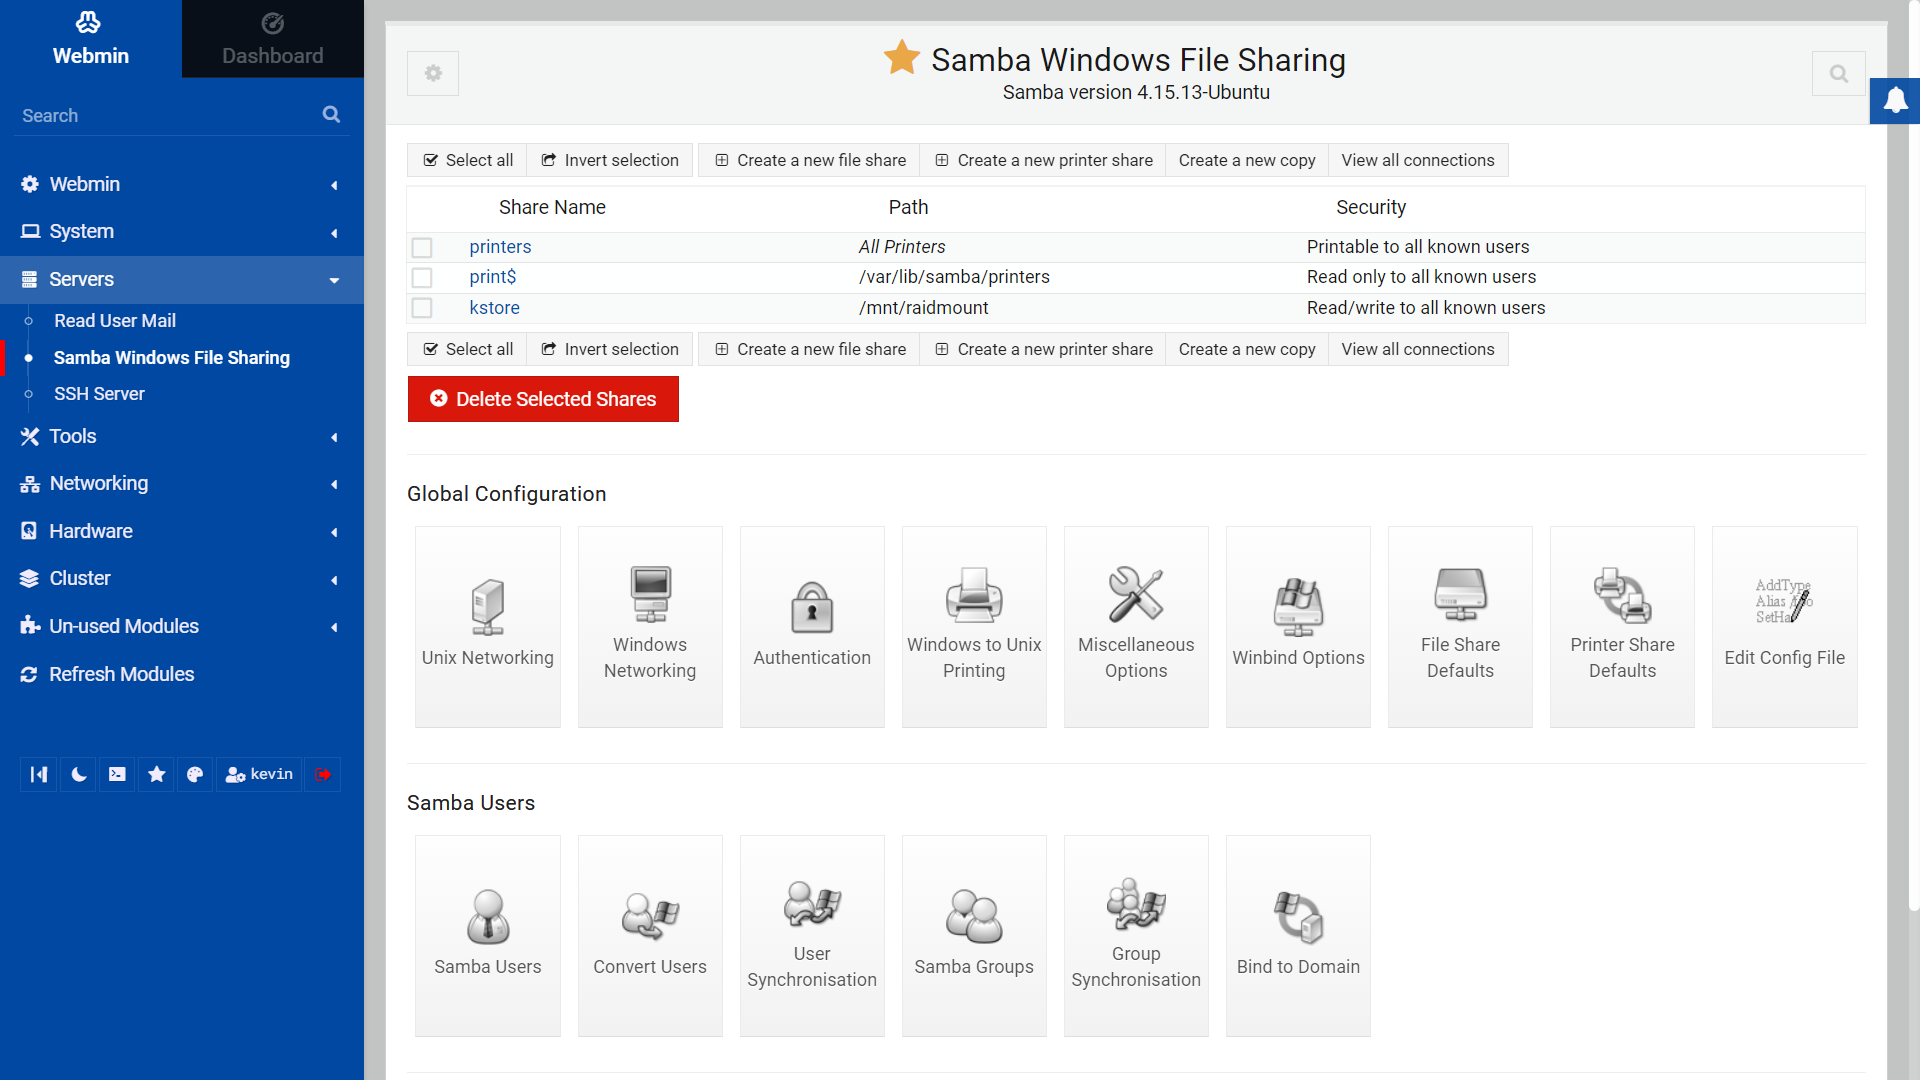 Webmin
Dashboard
Search
Webmin
System
Servers
Read User Mail
Samba Windows File Sharing
SSH Server
Tools
Networking
Hardware
Cluster
Un-used Modules
Refresh Modules
kevin
Samba Windows File Sharing
Samba version 4.15.13-Ubuntu
Select all Invert selection Create a new file share Create a new printer share Create a new copy View all connections
Share Name Path Security
printers All Printers Printable to all known users
print$ /var/lib/samba/printers Read only to all known users
kstore /mnt/raidmount Read/write to all known users
Select all Invert selection Create a new file share Create a new printer share Create a new copy View all connections
Delete Selected Shares
Global Configuration
Unix Networking
Windows
Networking
Authentication
Windows to Unix
Printing
Miscellaneous
Options
Winbind Options
File Share
Defaults
Printer Share
Defaults
AddType
Alias
Edit Config File
Samba Users
Samba Users
Convert Users
User
Synchronisation
Samba Groups
Group
Synchronisation
Bind to Domain